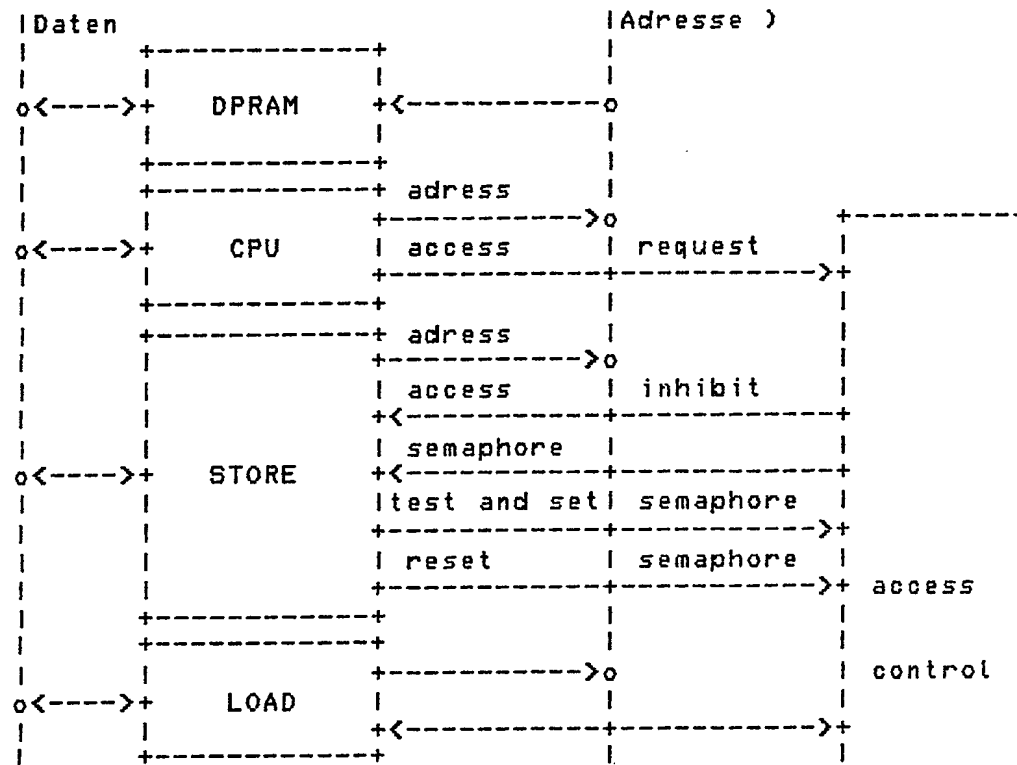 Daten Adresse )
DPRAM
adress
CPU access request
adress
access inhibit
semaphore
STORE
test and set semaphore
reset semaphore
access
control
LOAD